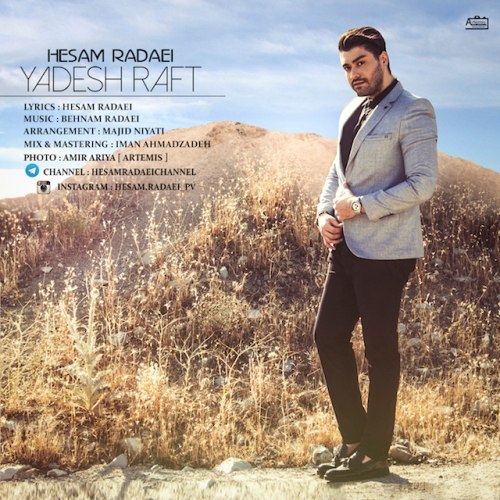 HESAM RADAEI
YADESH RAFT
LYRICS : HESAM RADAEI
MUSIC : BEHNAM RADAEI
ARRANGEMENT : MAJID NIYATI
MIX & MASTERING : IMAN AHMADZADEH
PHOTO : AMIR ARIYA [ ARTEMIS ]
CHANNEL : HESAMRADAEICHANNEL
INSTAGRAM : HESAM.RADAEI_PV